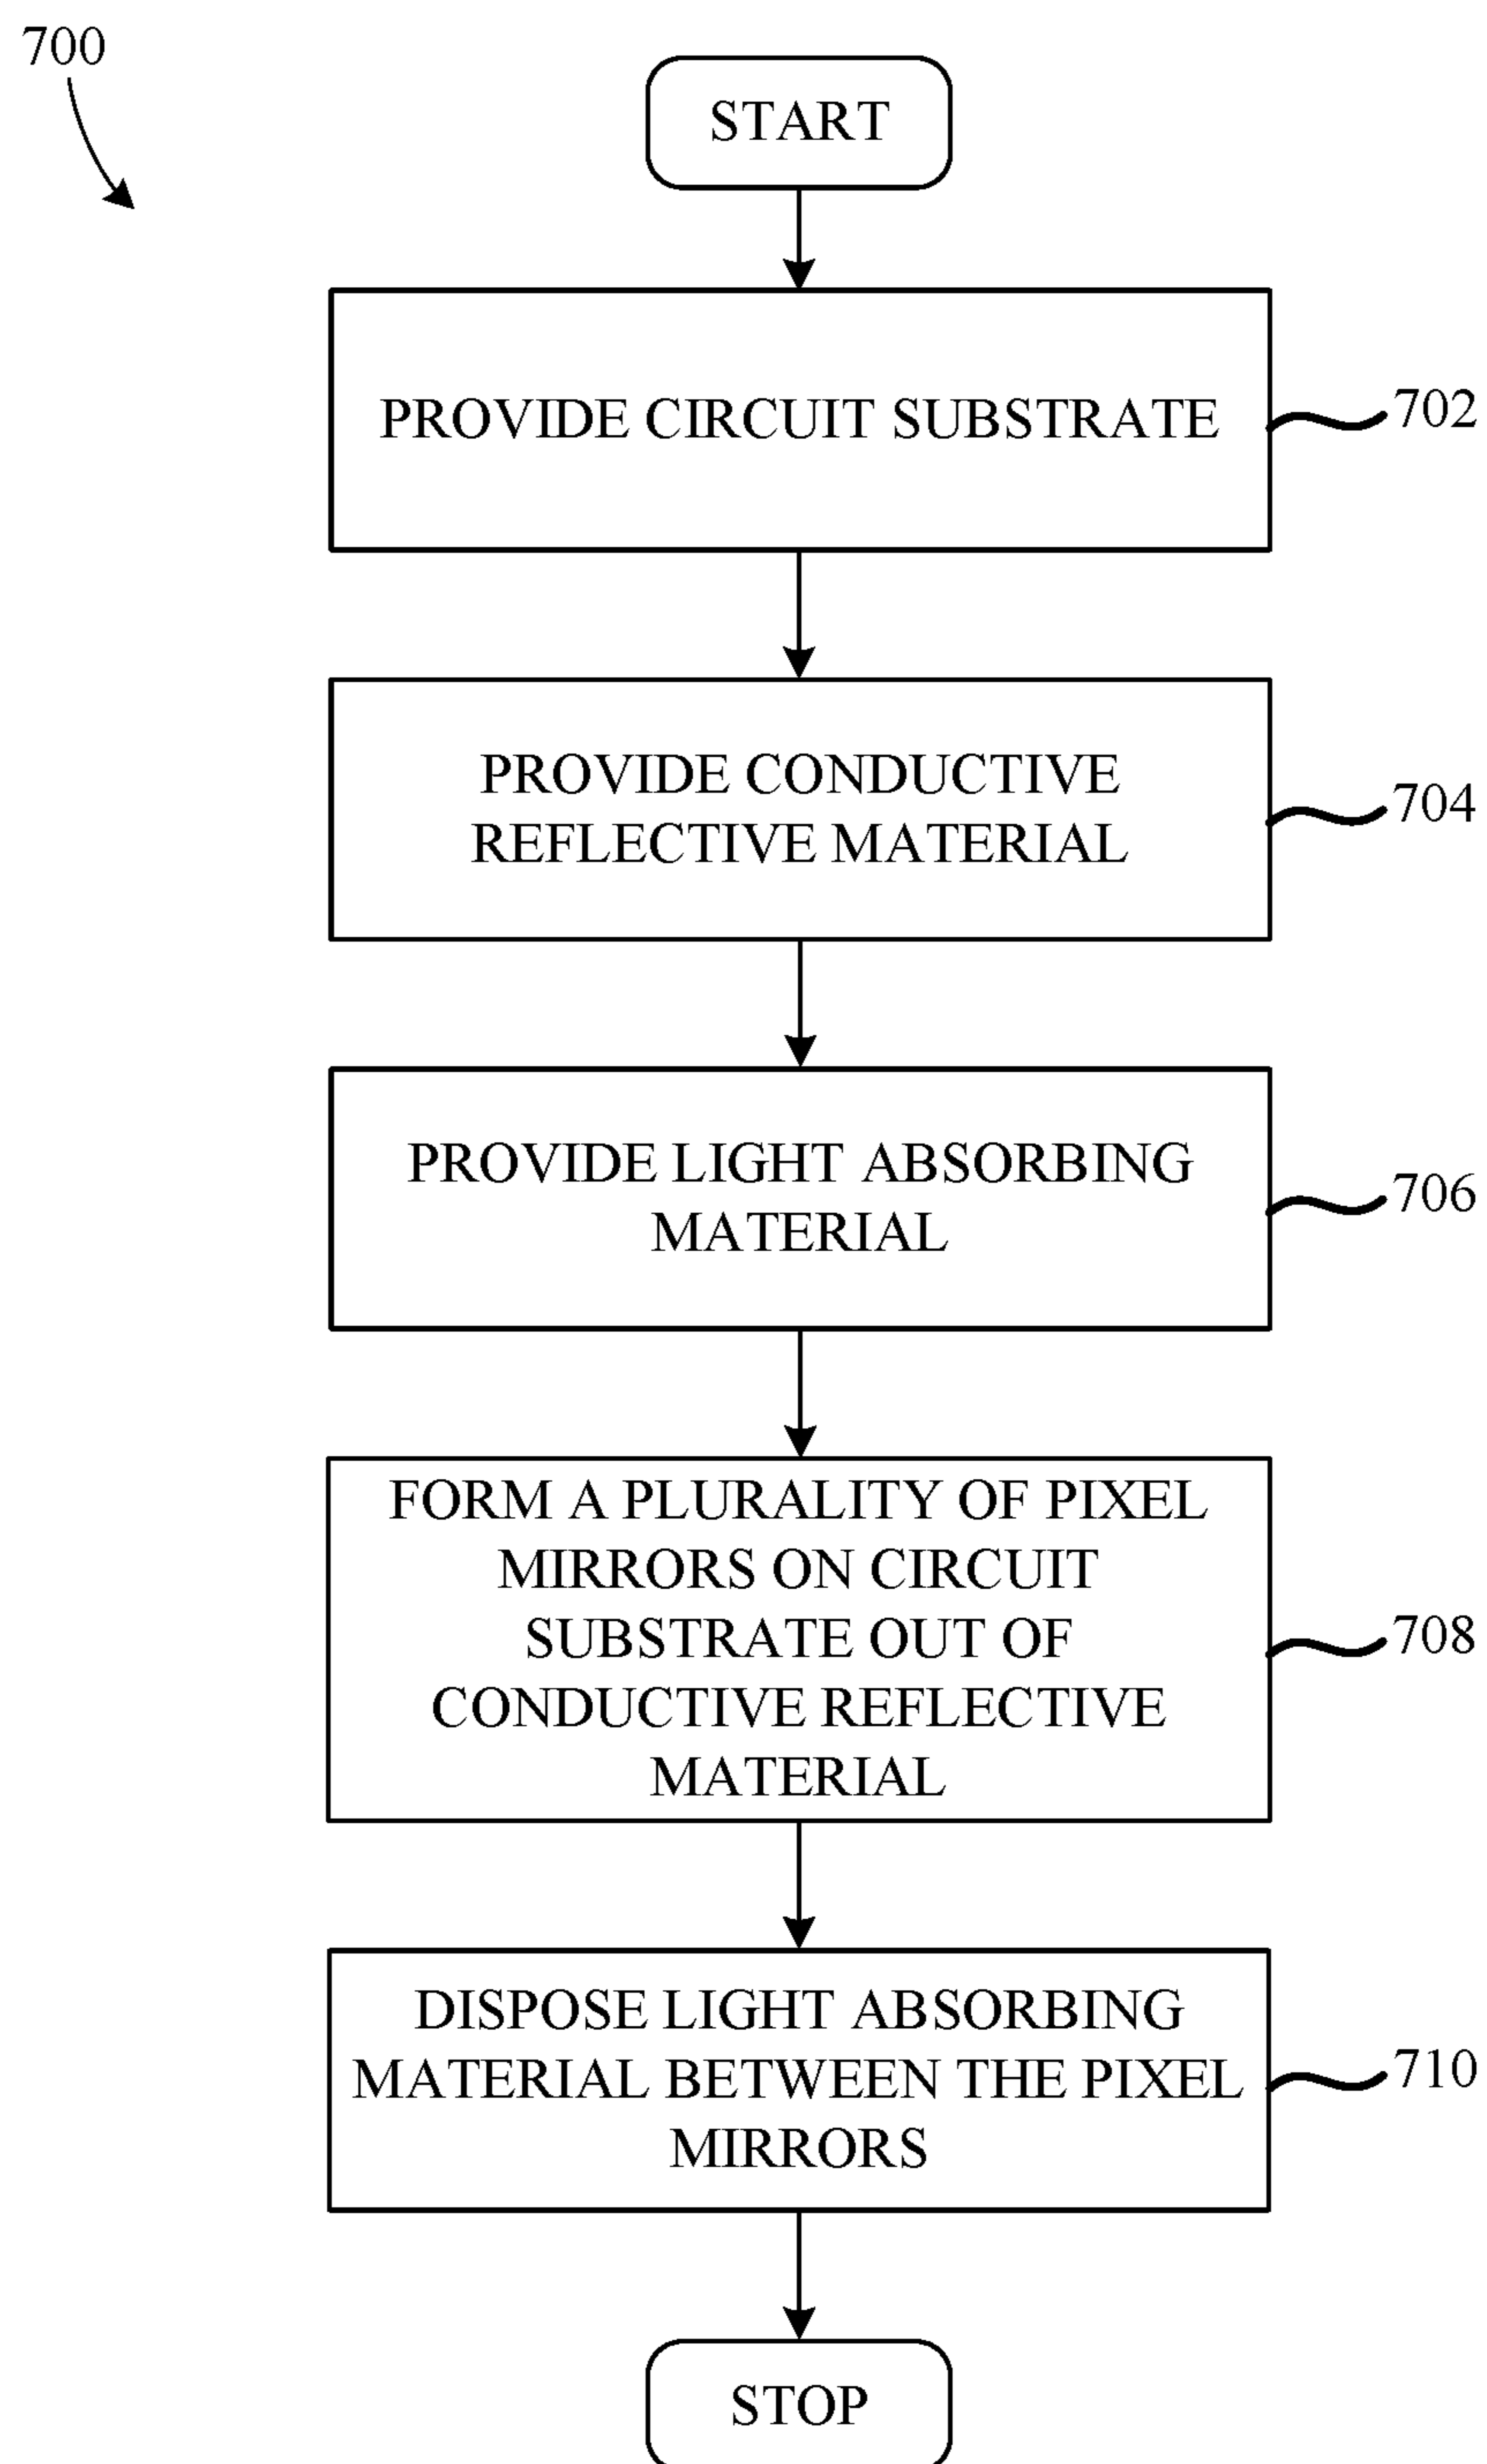 700
START
PROVIDE CIRCUIT SUBSTRATE
702
PROVIDE CONDUCTIVE
REFLECTIVE MATERIAL
704
PROVIDE LIGHT ABSORBING
MATERIAL
706
FORM A PLURALITY OF PIXEL
MIRRORS ON CIRCUIT
SUBSTRATE OUT OF
CONDUCTIVE REFLECTIVE
MATERIAL
708
DISPOSE LIGHT ABSORBING
MATERIAL BETWEEN THE PIXEL
MIRRORS
710
STOP